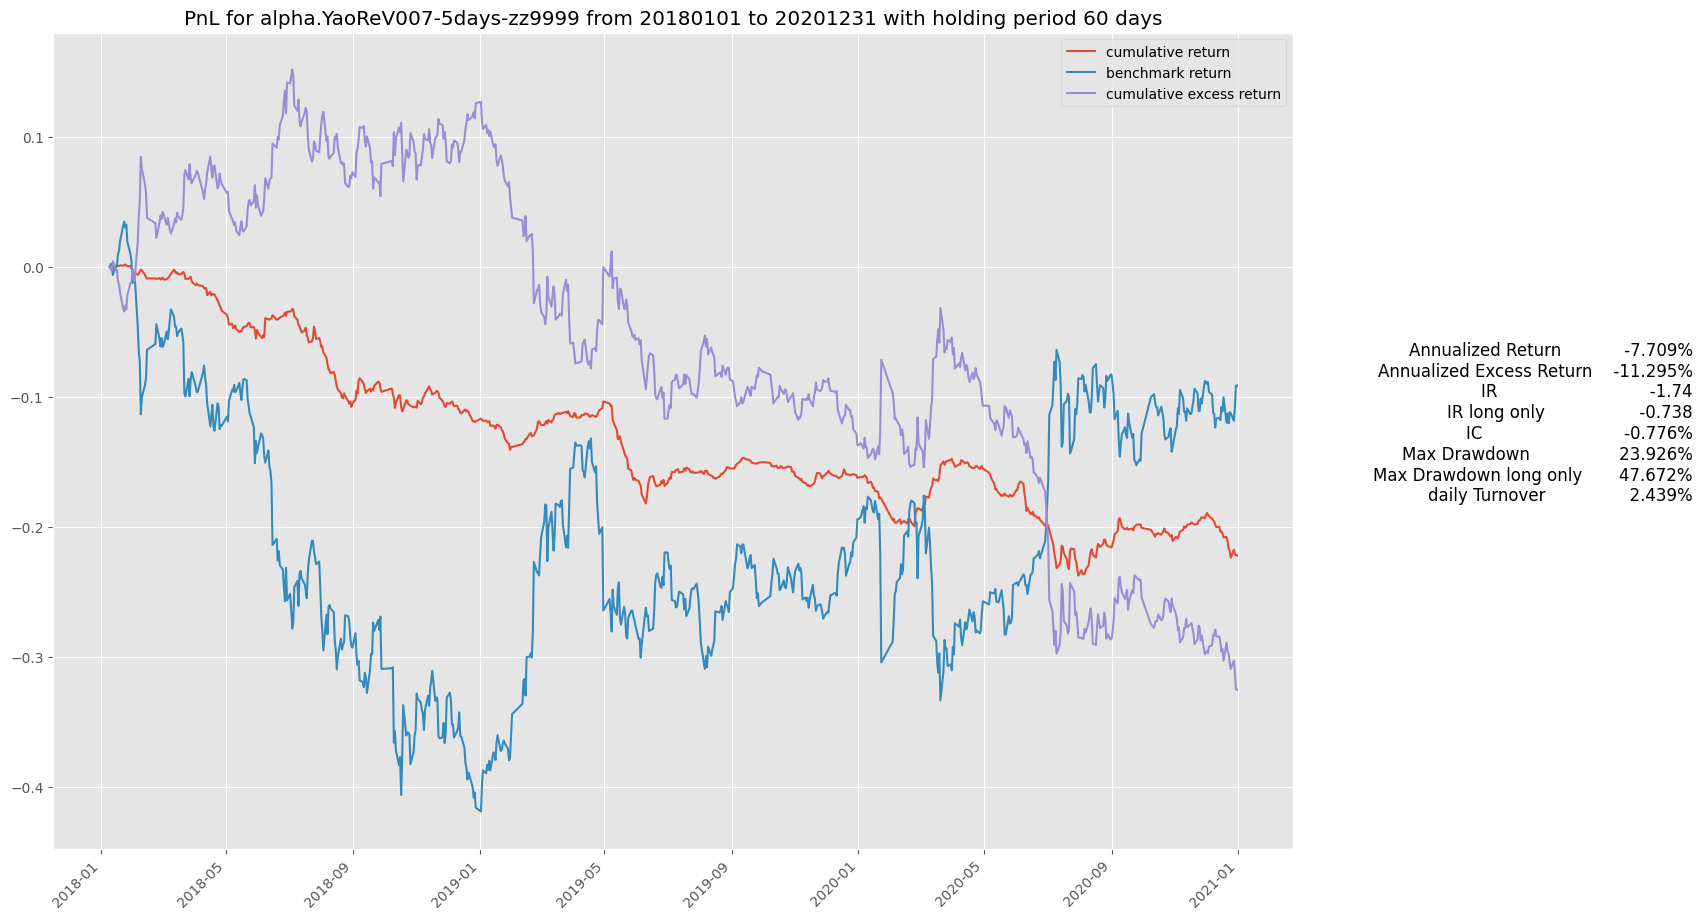 PnL for alpha.YaoReV007-5days-zz9999 from 20180101 to 20201231 with holding period 60 days
cumulative return
benchmark return
cumulative excess return
0.1
0.0
−0.1
−0.2
−0.3
−0.4
2018-01
2018-05
2018-09
2019-01
2019-05
2019-09
2020-01
2020-05
2020-09
2021-01
Annualized Return -7.709%
Annualized Excess Return -11.295%
IR -1.74
IR long only -0.738
IC -0.776%
Max Drawdown 23.926%
Max Drawdown long only 47.672%
daily Turnover 2.439%